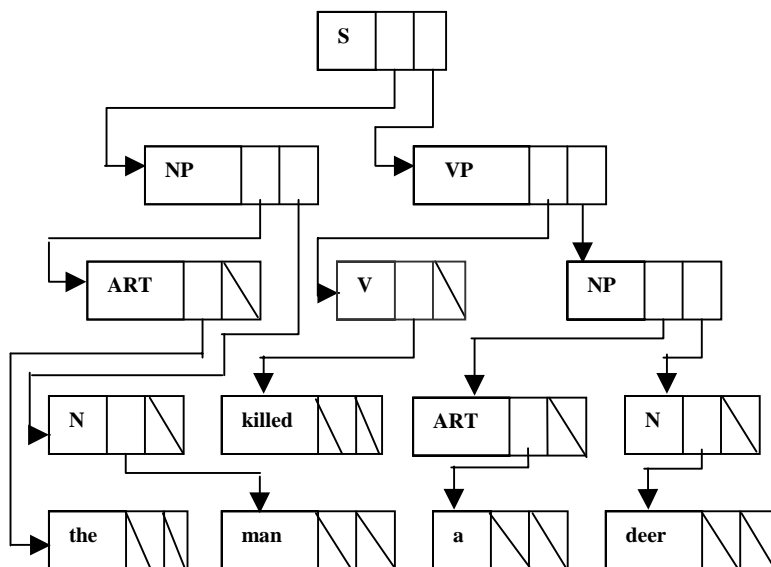 S
NP VP
ART V NP
N killed ART N
the man a deer